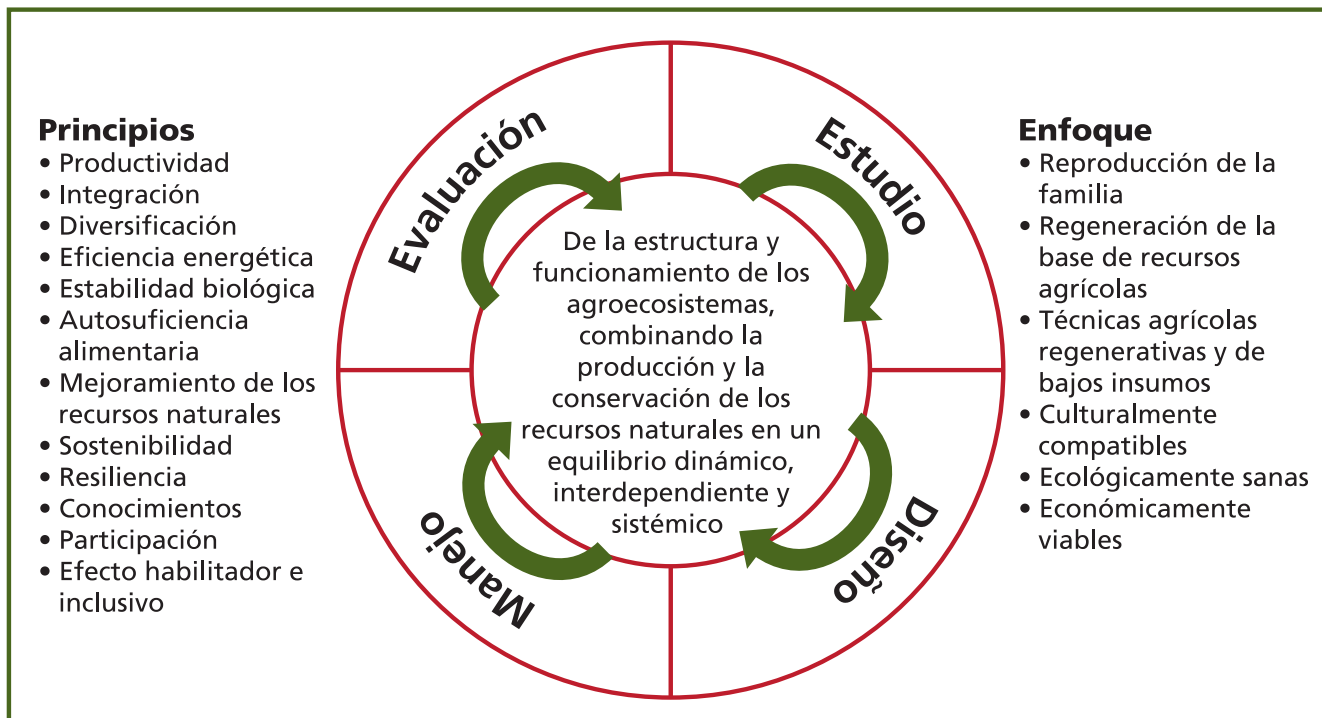 Principios
• Productividad
• Integración
• Diversificación
• Eficiencia energética
• Estabilidad biológica
• Autosuficiencia
alimentaria
• Mejoramiento de los
recursos naturales
• Sostenibilidad
• Resiliencia
• Conocimientos
• Participación
• Efecto habilitador e
inclusivo
Evaluación
Estudio
Diseño
Manejo
De la estructura y
funcionamiento de los
agroecosistemas,
combinando la
producción y la
conservación de los
recursos naturales en un
equilibrio dinámico,
interdependiente y
sistémico
Enfoque
• Reproducción de la
familia
• Regeneración de la
base de recursos
agrícolas
• Técnicas agrícolas
regenerativas y de
bajos insumos
• Culturalmente
compatibles
• Ecológicamente sanas
• Económicamente
viables